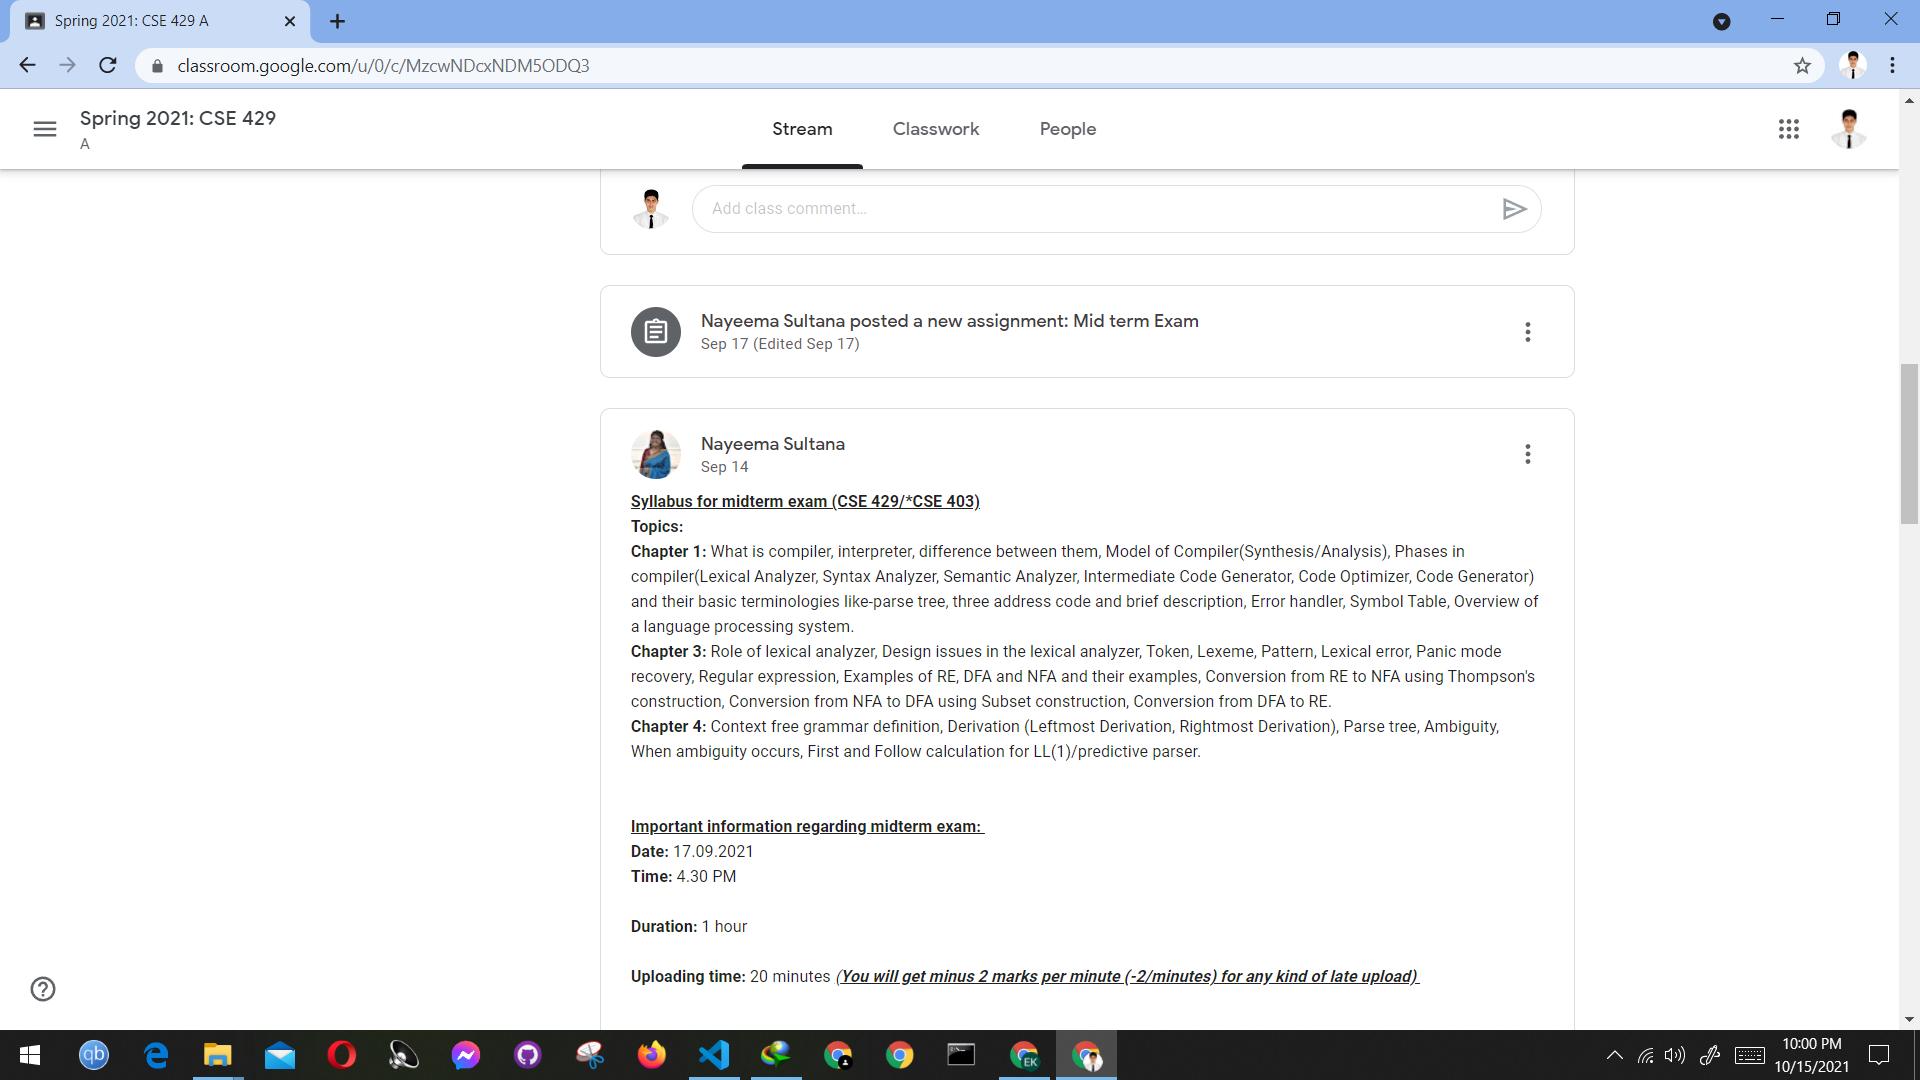 Spring 2021: CSE 429 A
classroom.google.com/u/0/c/MzcwNDcxNDM5ODQ3
Spring 2021: CSE 429
A
Stream
Classwork
People
Add class comment...
Nayeema Sultana posted a new assignment: Mid term Exam
Sep 17 (Edited Sep 17)
Nayeema Sultana
Sep 14
Syllabus for midterm exam (CSE 429/*CSE 403)
Topics:
Chapter 1: What is compiler, interpreter, difference between them, Model of Compiler(Synthesis/Analysis), Phases in
compiler(Lexical Analyzer, Syntax Analyzer, Semantic Analyzer, Intermediate Code Generator, Code Optimizer, Code Generator)
and their basic terminologies like-parse tree, three address code and brief description, Error handler, Symbol Table, Overview of
a language processing system.
Chapter 3: Role of lexical analyzer, Design issues in the lexical analyzer, Token, Lexeme, Pattern, Lexical error, Panic mode
recovery, Regular expression, Examples of RE, DFA and NFA and their examples, Conversion from RE to NFA using Thompson's
construction, Conversion from NFA to DFA using Subset construction, Conversion from DFA to RE.
Chapter 4: Context free grammar definition, Derivation (Leftmost Derivation, Rightmost Derivation), Parse tree, Ambiguity,
When ambiguity occurs, First and Follow calculation for LL(1)/predictive parser.
Important information regarding midterm exam:
Date: 17.09.2021
Time: 4.30 PM
Duration: 1 hour
Uploading time: 20 minutes (You will get minus 2 marks per minute (-2/minutes) for any kind of late upload)
qb
EK
10:00 PM
10/15/2021